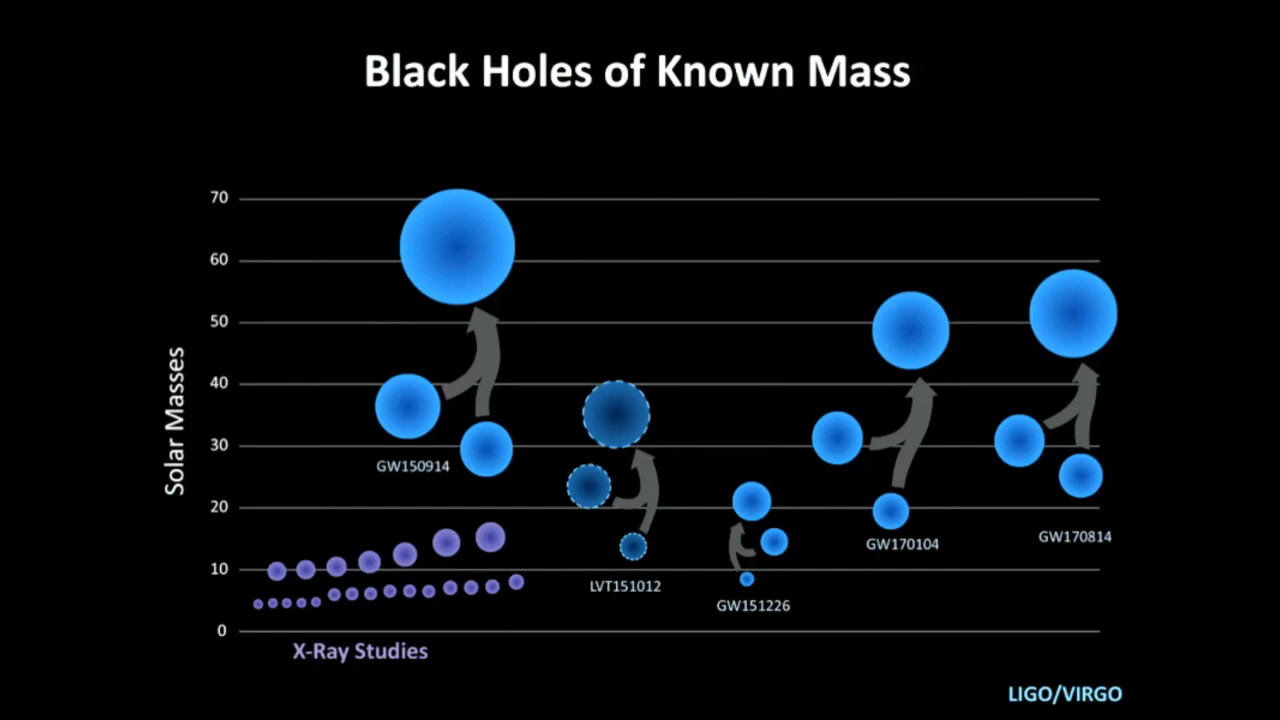 Black Holes of Known Mass
70
60
50
40
30
20
10
0
Solar Masses
GW150914
LVT151012
GW151226
GW170104
GW170814
X-Ray Studies
LIGO/VIRGO